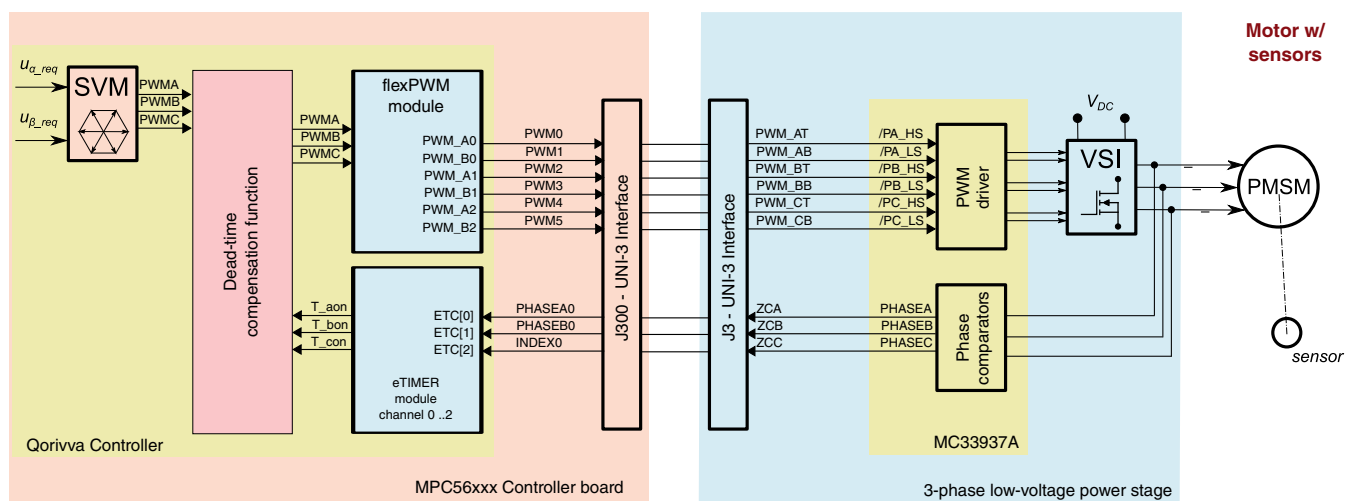 Motor w/
sensors
uα_req
uβ_req
SVM
PWMA
PWMB
PWMC
Dead-time
compensation function
PWMA
PWMB
PWMC
flexPWM
module
PWM_A0
PWM_B0
PWM_A1
PWM_B1
PWM_A2
PWM_B2
PWM0
PWM1
PWM2
PWM3
PWM4
PWM5
J300 - UNI-3 Interface
J3 - UNI-3 Interface
PWM_AT
PWM_AB
PWM_BT
PWM_BB
PWM_CT
PWM_CB
/PA_HS
/PA_LS
/PB_HS
/PB_LS
/PC_HS
/PC_LS
PWM
driver
VDC
VSI
PMSM
sensor
T_aon
T_bon
T_con
ETC[0]
ETC[1]
ETC[2]
eTIMER
module
channel 0 ..2
PHASEA0
PHASEB0
INDEX0
ZCA
ZCB
ZCC
PHASEA
PHASEB
PHASEC
Phase
comparators
Qorivva Controller
MC33937A
MPC56xxx Controller board
3-phase low-voltage power stage